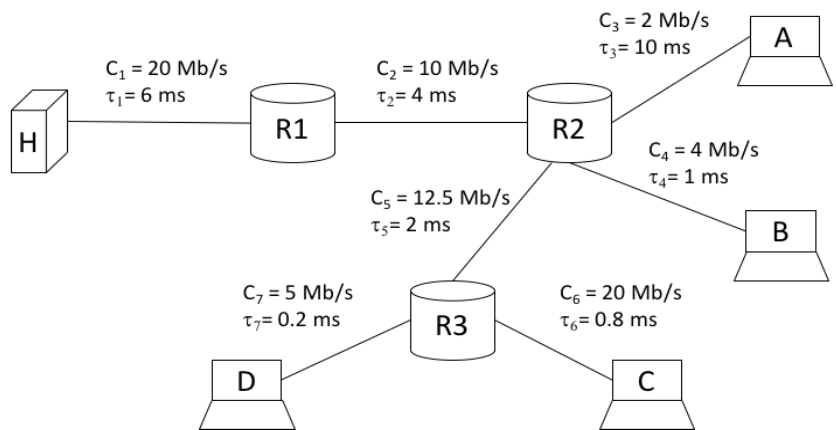 C₃ = 2 Mb/s
τ₃= 10 ms
A
C₁ = 20 Mb/s
τ₁= 6 ms
C₂ = 10 Mb/s
τ₂= 4 ms
H
R1
R2
C₄ = 4 Mb/s
τ₄= 1 ms
B
C₅ = 12.5 Mb/s
τ₅= 2 ms
C₇ = 5 Mb/s
τ₇= 0.2 ms
R3
C₆ = 20 Mb/s
τ₆= 0.8 ms
D
C